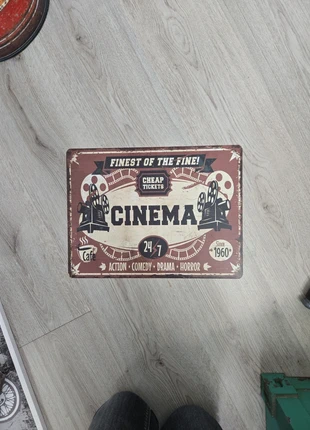 FINEST OF THE FINE!
CHEAP
TICKETS
CINEMA
24/7
Cafe
Since
1960
ACTION • COMEDY • DRAMA • HORROR